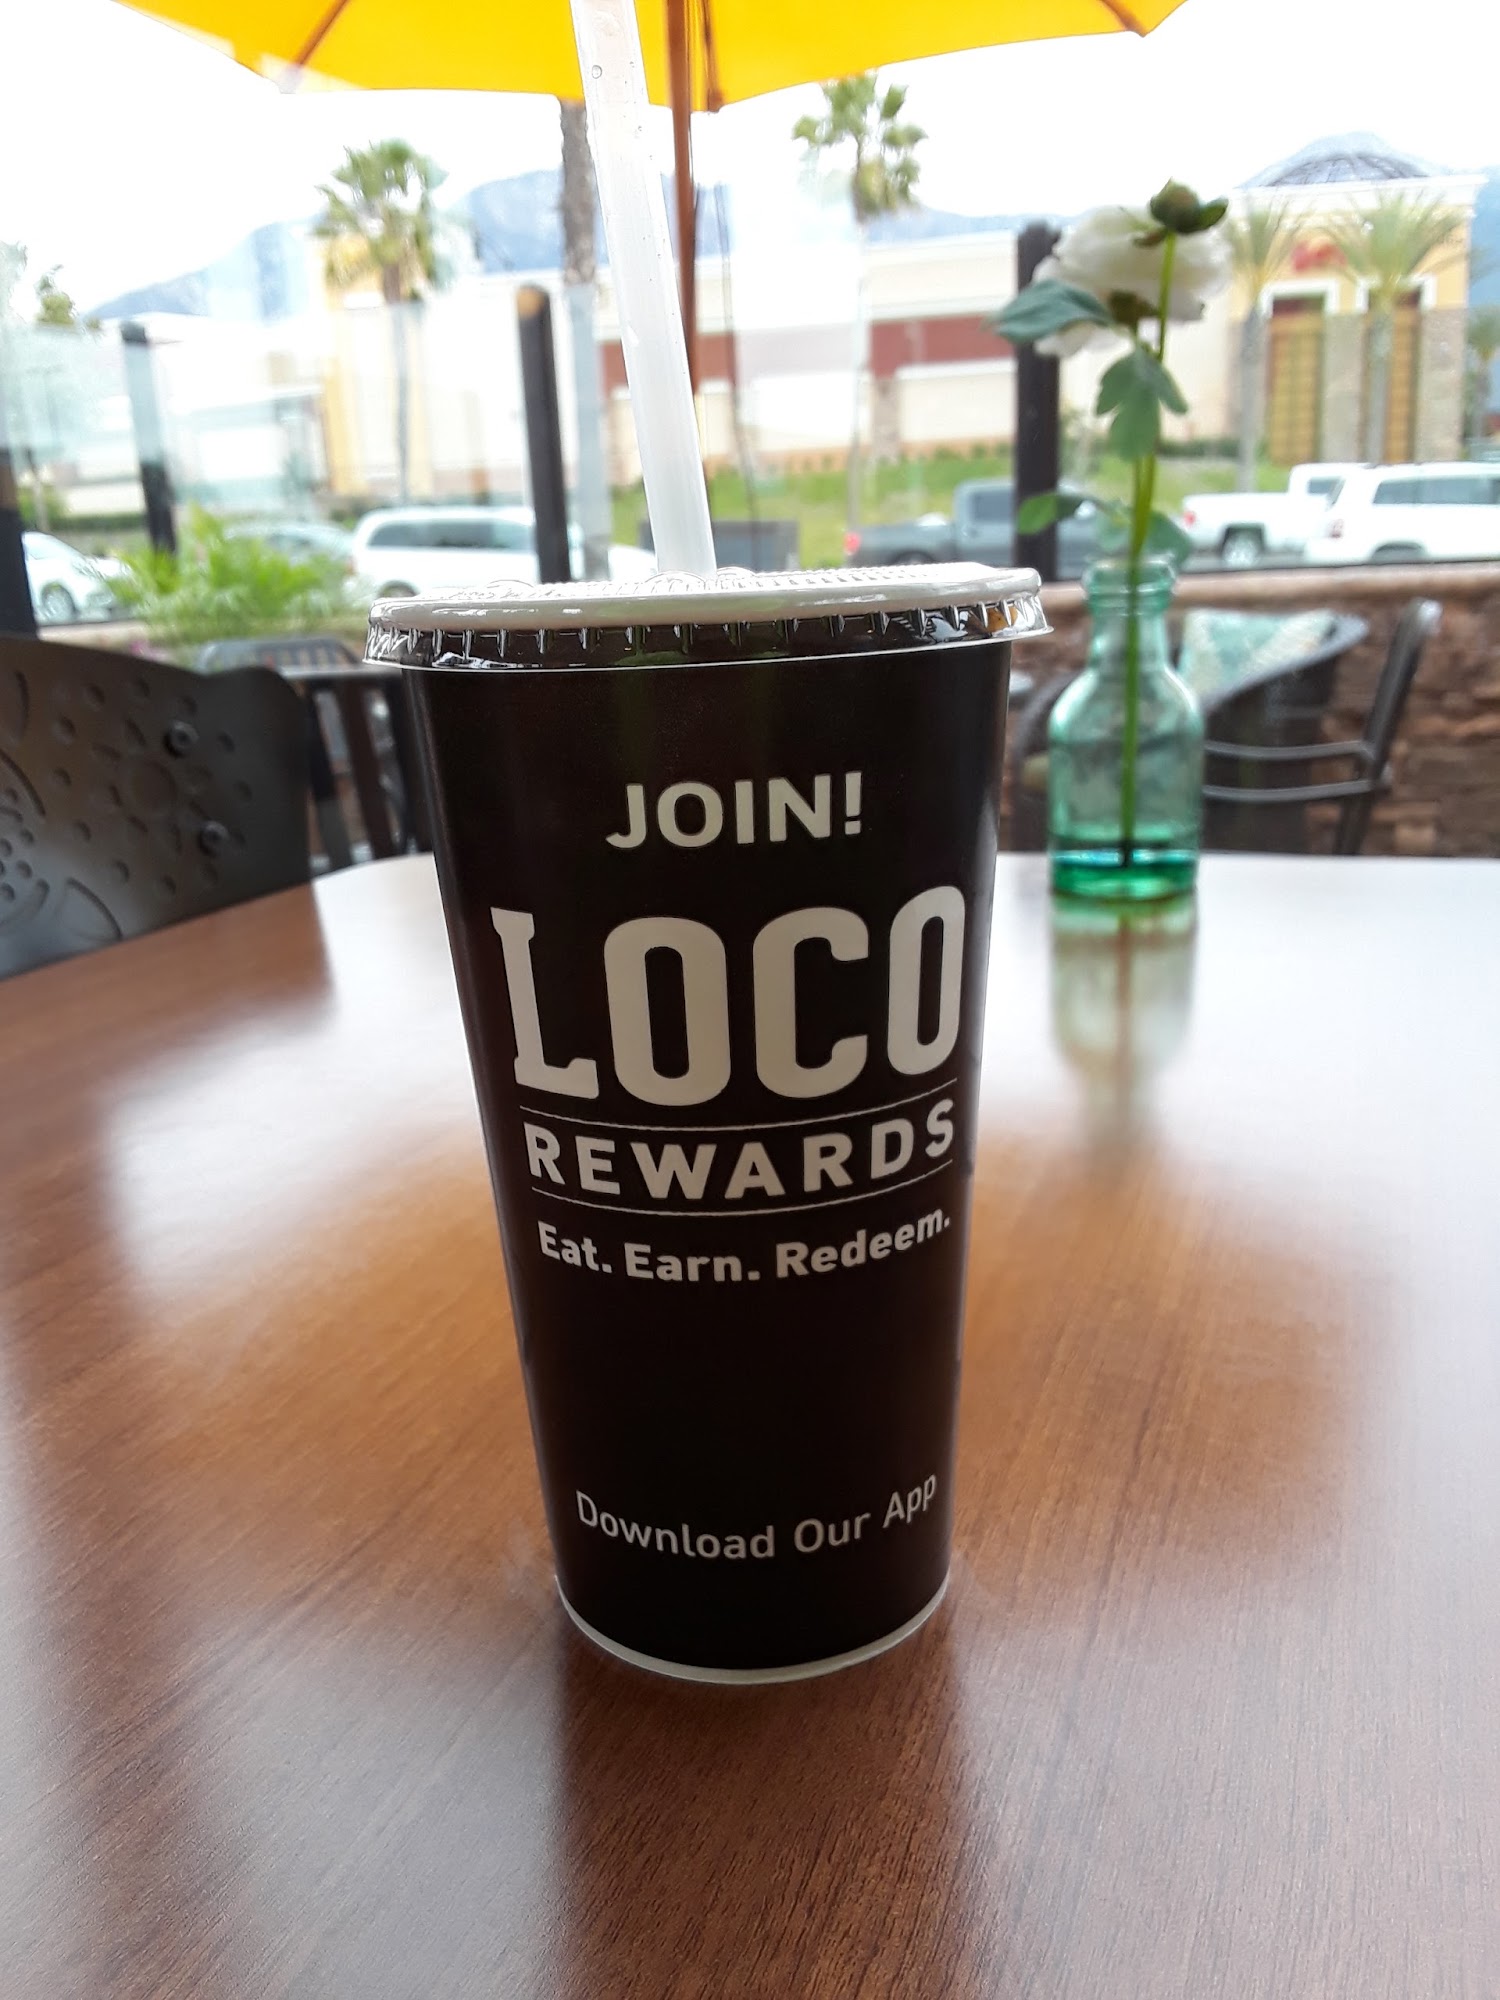 JOIN!
LOCO
REWARDS
Eat. Earn. Redeem.
Download Our App